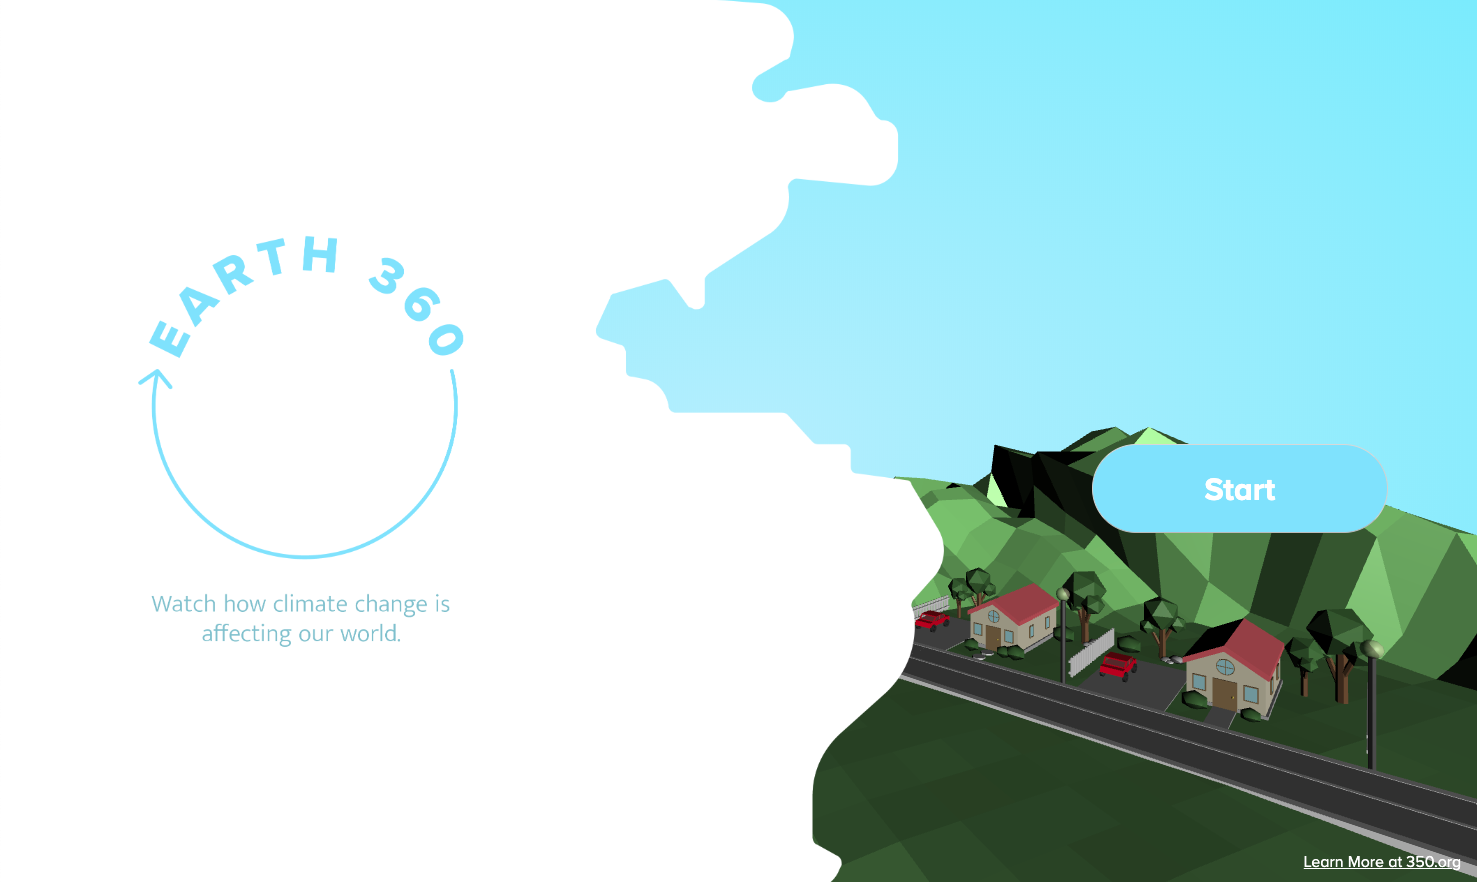 EARTH 360
Watch how climate change is
affecting our world.
Start
Learn More at 350.org